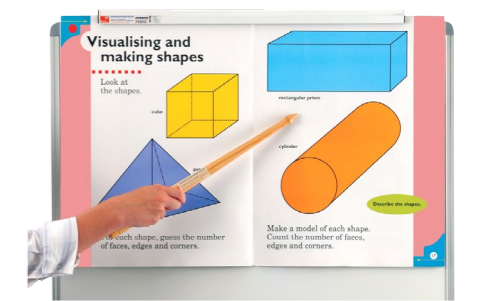 Visualising and
making shapes
Look at
the shapes.
cube
each shape, guess the number
of faces, edges and corners.
rectangular prism
cylinder
Describe the shapes.
Make a model of each shape.
Count the number of faces,
edges and corners.